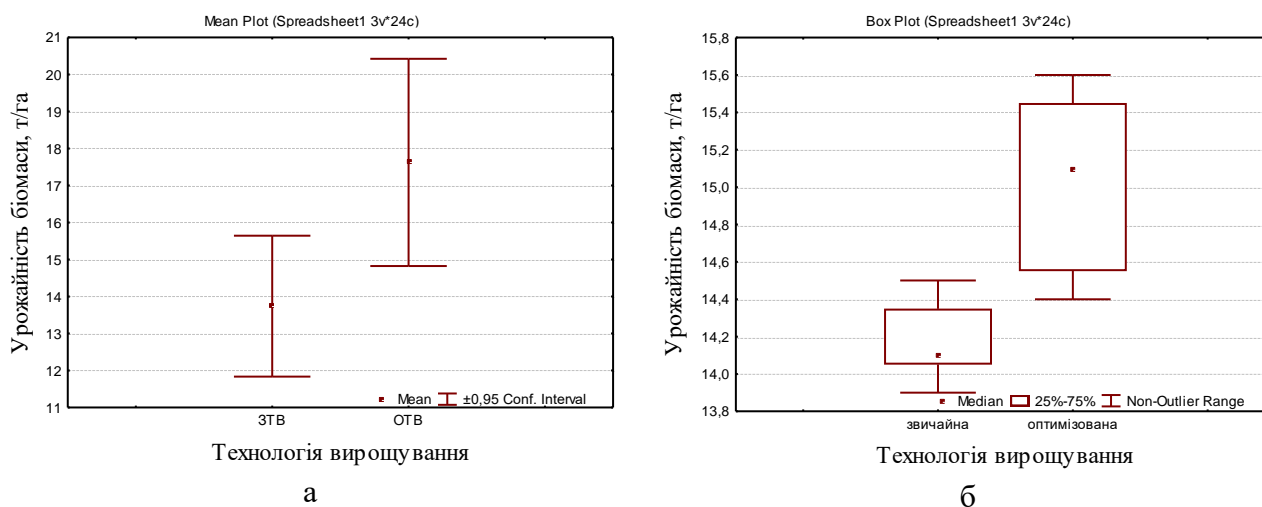 Mean Plot (Spreadsheet1 3v*24c)
Урожайність біомаси, т/га
21
20
19
18
17
16
15
14
13
12
11
Mean ±0,95 Conf. Interval
ЗТВ ОТВ
Технологія вирощування
а
Box Plot (Spreadsheet1 3v*24c)
Урожайність біомаси, т/га
15,8
15,6
15,4
15,2
15,0
14,8
14,6
14,4
14,2
14,0
13,8
Median 25%-75% Non-Outlier Range
звичайна оптимізована
Технологія вирощування
б